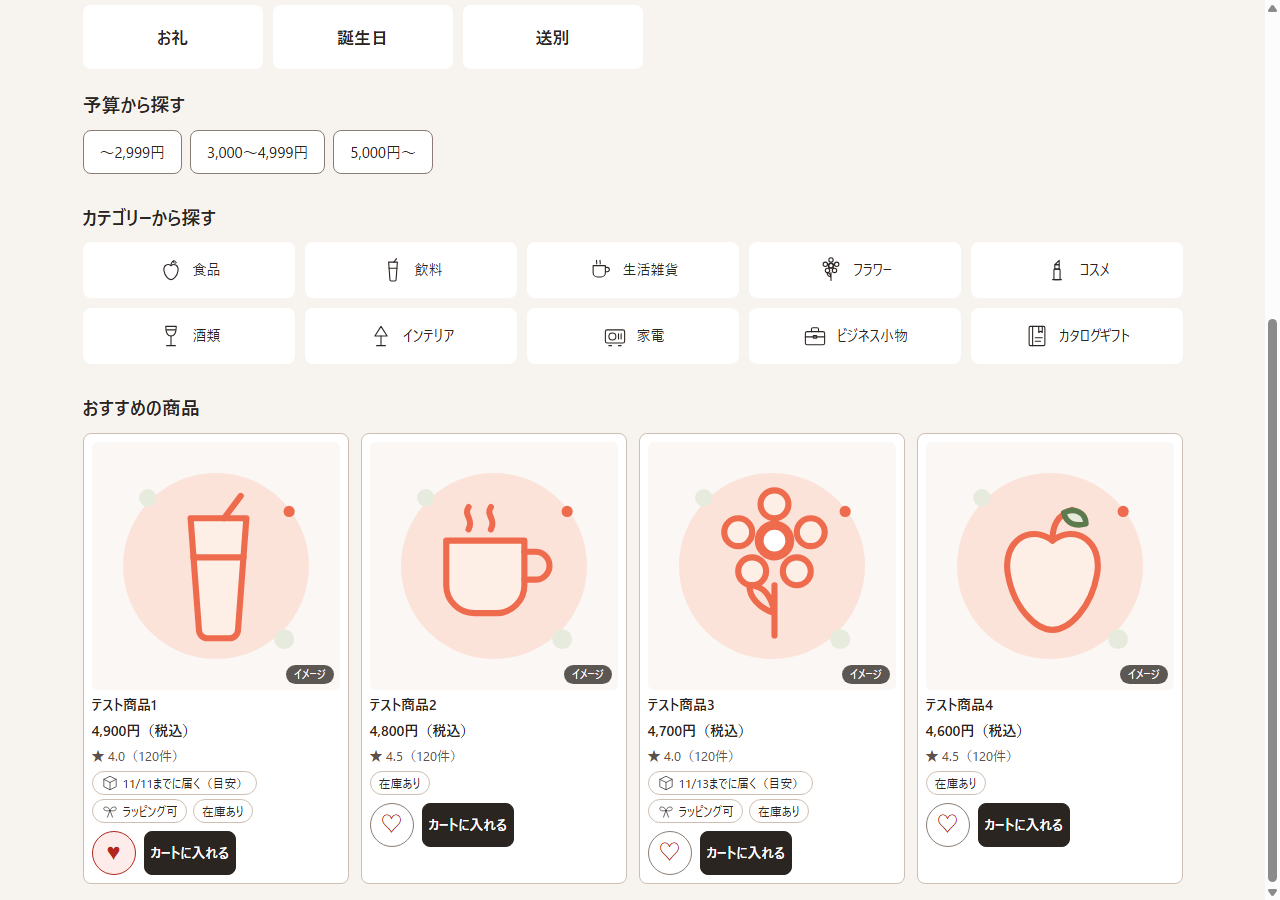 お礼 誕生日 送別
予算から探す
～2,999円 3,000～4,999円 5,000円～
カテゴリーから探す
食品 飲料 生活雑貨 フラワー コスメ
酒類 インテリア 家電 ビジネス小物 カタログギフト
おすすめの商品
イメージ イメージ イメージ イメージ
テスト商品1 テスト商品2 テスト商品3 テスト商品4
4,900円（税込） 4,800円（税込） 4,700円（税込） 4,600円（税込）
★ 4.0（120件） ★ 4.5（120件） ★ 4.0（120件） ★ 4.5（120件）
11/11までに届く（目安） 在庫あり 11/13までに届く（目安） 在庫あり
ラッピング可 在庫あり ラッピング可 在庫あり
カートに入れる カートに入れる カートに入れる カートに入れる